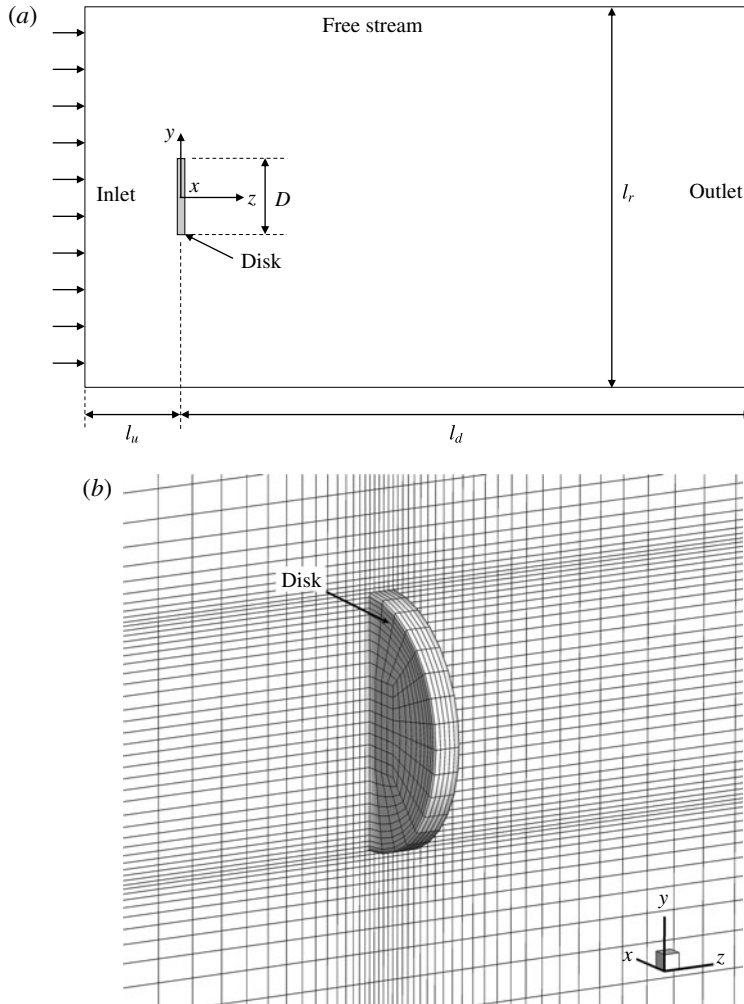 (a)
Free stream
y
Inlet
x
z
D
l_r
Outlet
Disk
l_u
l_d
(b)
Disk
y
x
z